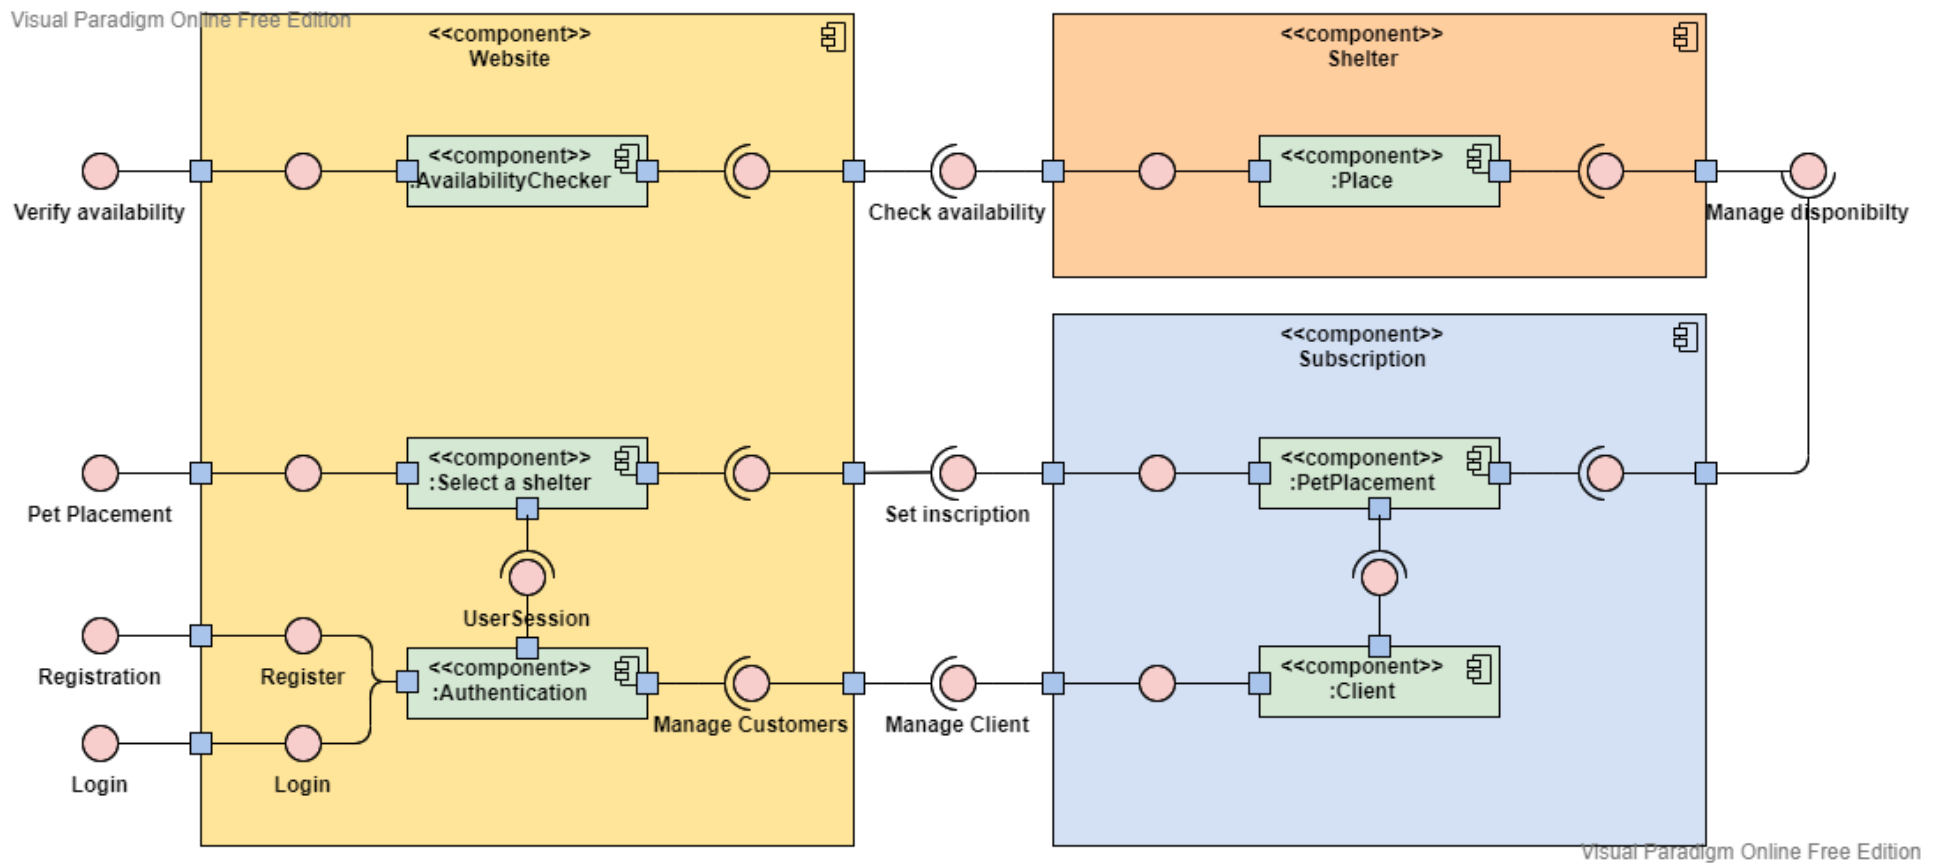 Visual Paradigm Online Free Edition
<<component>>
Website
<<component>>
Shelter
<<component>>
:AvailabilityChecker
<<component>>
:Place
Verify availability
Check availability
Manage disponibilty
<<component>>
Subscription
<<component>>
:Select a shelter
<<component>>
:PetPlacement
Pet Placement
Set inscription
UserSession
Registration
Register
<<component>>
:Authentication
<<component>>
:Client
Manage Customers
Manage Client
Login
Login
Visual Paradigm Online Free Edition